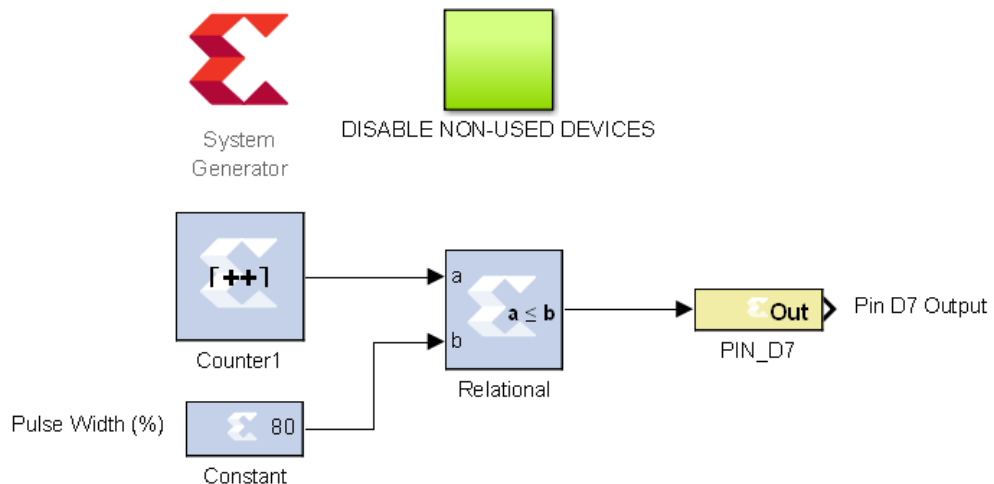 System
Generator
DISABLE NON-USED DEVICES
⌈++⌉
Counter1
a
b
a ≤ b
Relational
Out
PIN_D7
Pin D7 Output
Pulse Width (%)
80
Constant